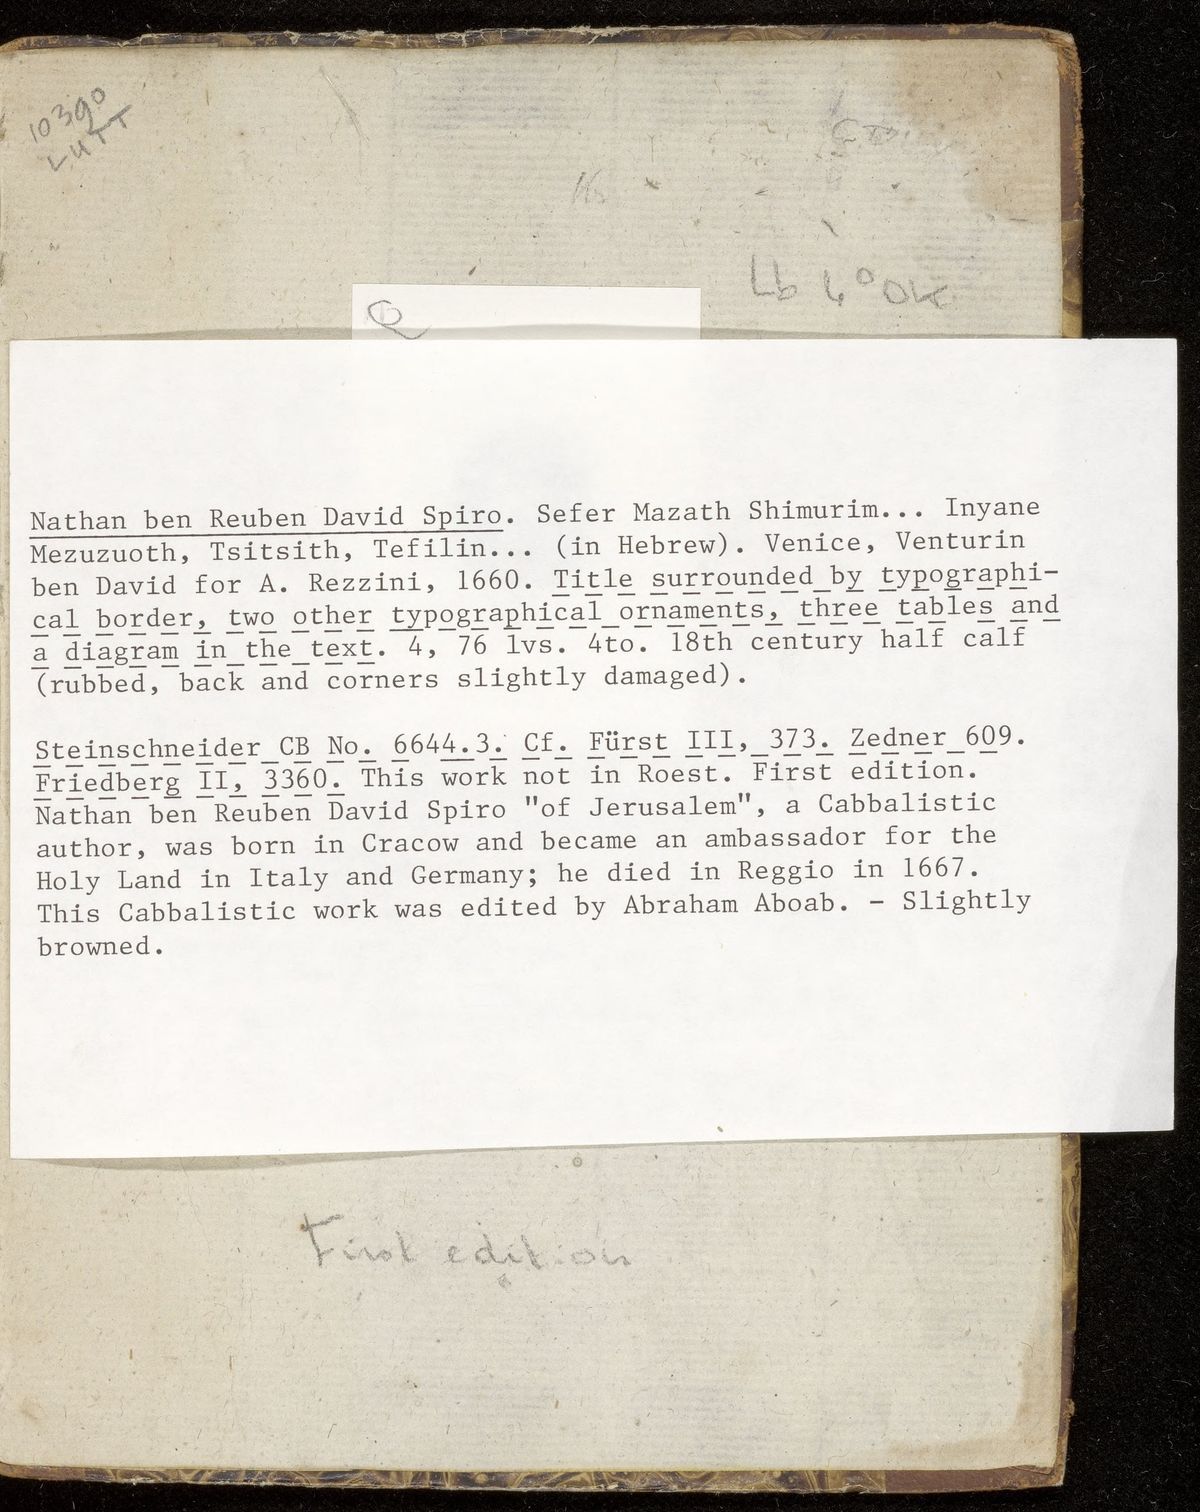 10390
LUTT
Lb 4° OK
Nathan ben Reuben David Spiro. Sefer Mazath Shimurim... Inyane
Mezuzuoth, Tsitsith, Tefilin... (in Hebrew). Venice, Venturin
ben David for A. Rezzini, 1660. Title surrounded by typographi-
cal border, two other typographical ornaments, three tables and
a diagram in the text. 4, 76 lvs. 4to. 18th century half calf
(rubbed, back and corners slightly damaged).
Steinschneider CB No. 6644.3. Cf. Fürst III, 373. Zedner 609.
Friedberg II, 3360. This work not in Roest. First edition.
Nathan ben Reuben David Spiro "of Jerusalem", a Cabbalistic
author, was born in Cracow and became an ambassador for the
Holy Land in Italy and Germany; he died in Reggio in 1667.
This Cabbalistic work was edited by Abraham Aboab. - Slightly
browned.
First edition